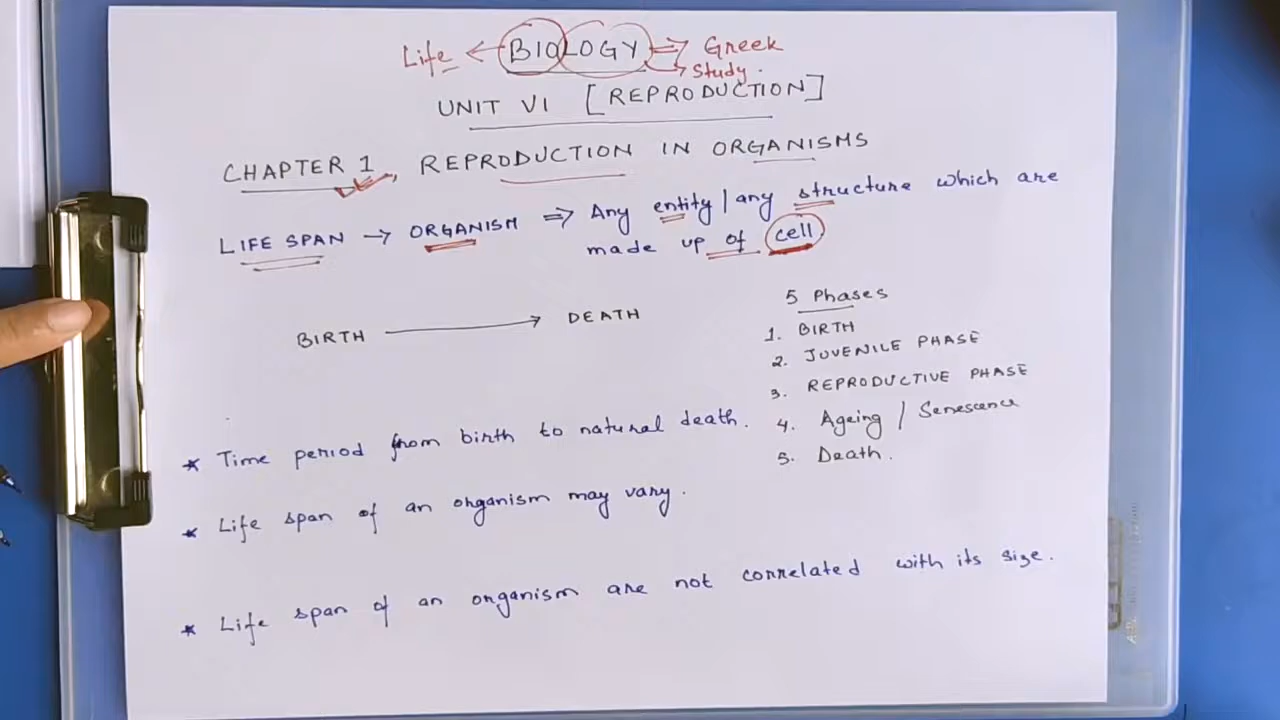 Life ← BIOLOGY ⇒ Greek
→ Study.
UNIT VI [REPRODUCTION]
CHAPTER 1, REPRODUCTION IN ORGANISMS
LIFE SPAN → ORGANISM ⇒ Any entity / any structure which are
made up of cell
5 Phases
BIRTH → DEATH
1. BIRTH
2. JUVENILE PHASE
3. REPRODUCTIVE PHASE
4. Ageing / Senescence
5. Death.
* Time period from birth to natural death.
* Life span of an organism may vary.
* Life span of an organism are not correlated with its size.